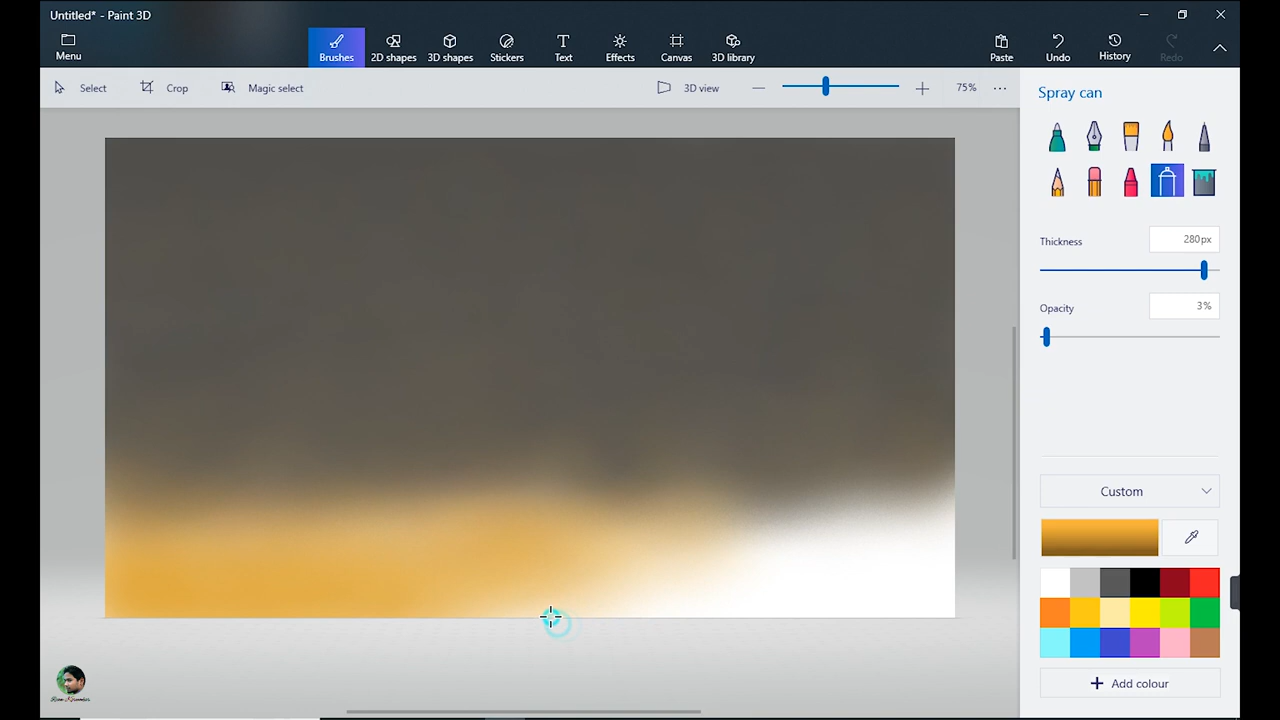 Untitled* - Paint 3D
Menu
Brushes
2D shapes
3D shapes
Stickers
Text
Effects
Canvas
3D library
Paste
Undo
History
Redo
Select
Crop
Magic select
3D view
75%
Spray can
Thickness
280px
Opacity
3%
Custom
Add colour